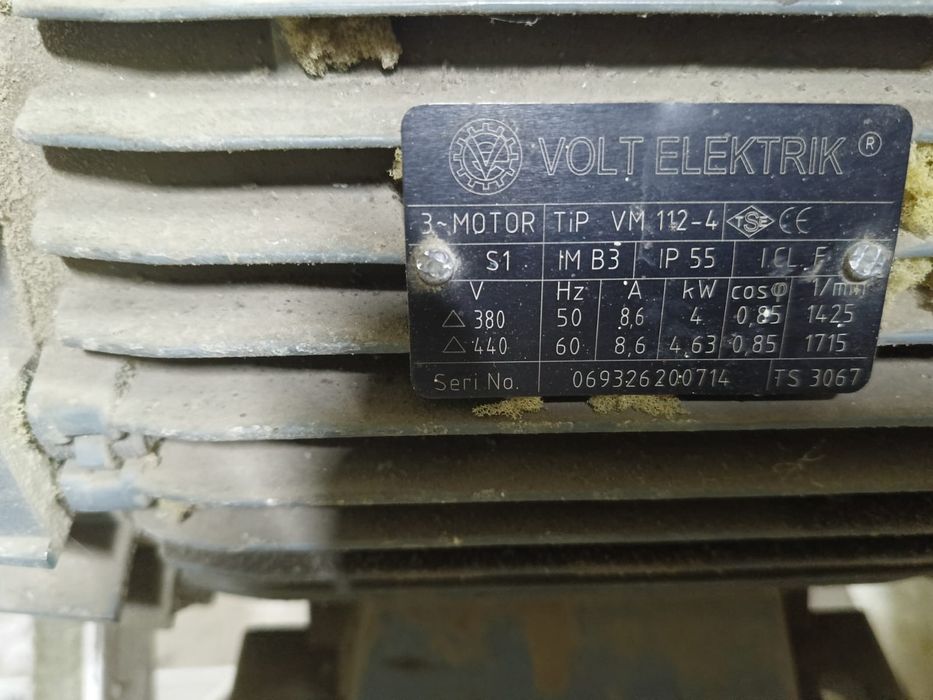 VOLT ELEKTRIK ®
3~MOTOR TİP VM 112-4 TSE CE
S1 IM B3 IP 55 I.CL. F
V Hz A kW cosφ 1/min
△ 380 50 8,6 4 0,85 1425
△ 440 60 8,6 4.63 0,85 1715
Seri No. 069326200714 TS 3067